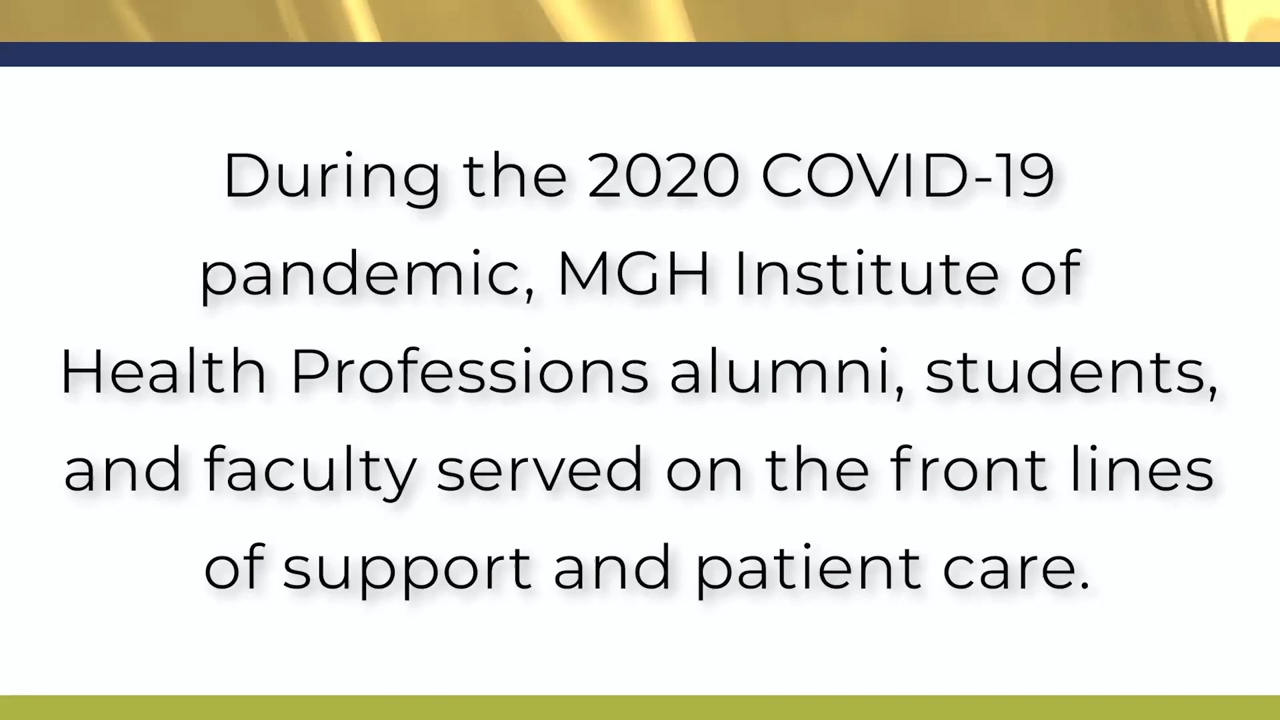 During the 2020 COVID-19
pandemic, MGH Institute of
Health Professions alumni, students,
and faculty served on the front lines
of support and patient care.